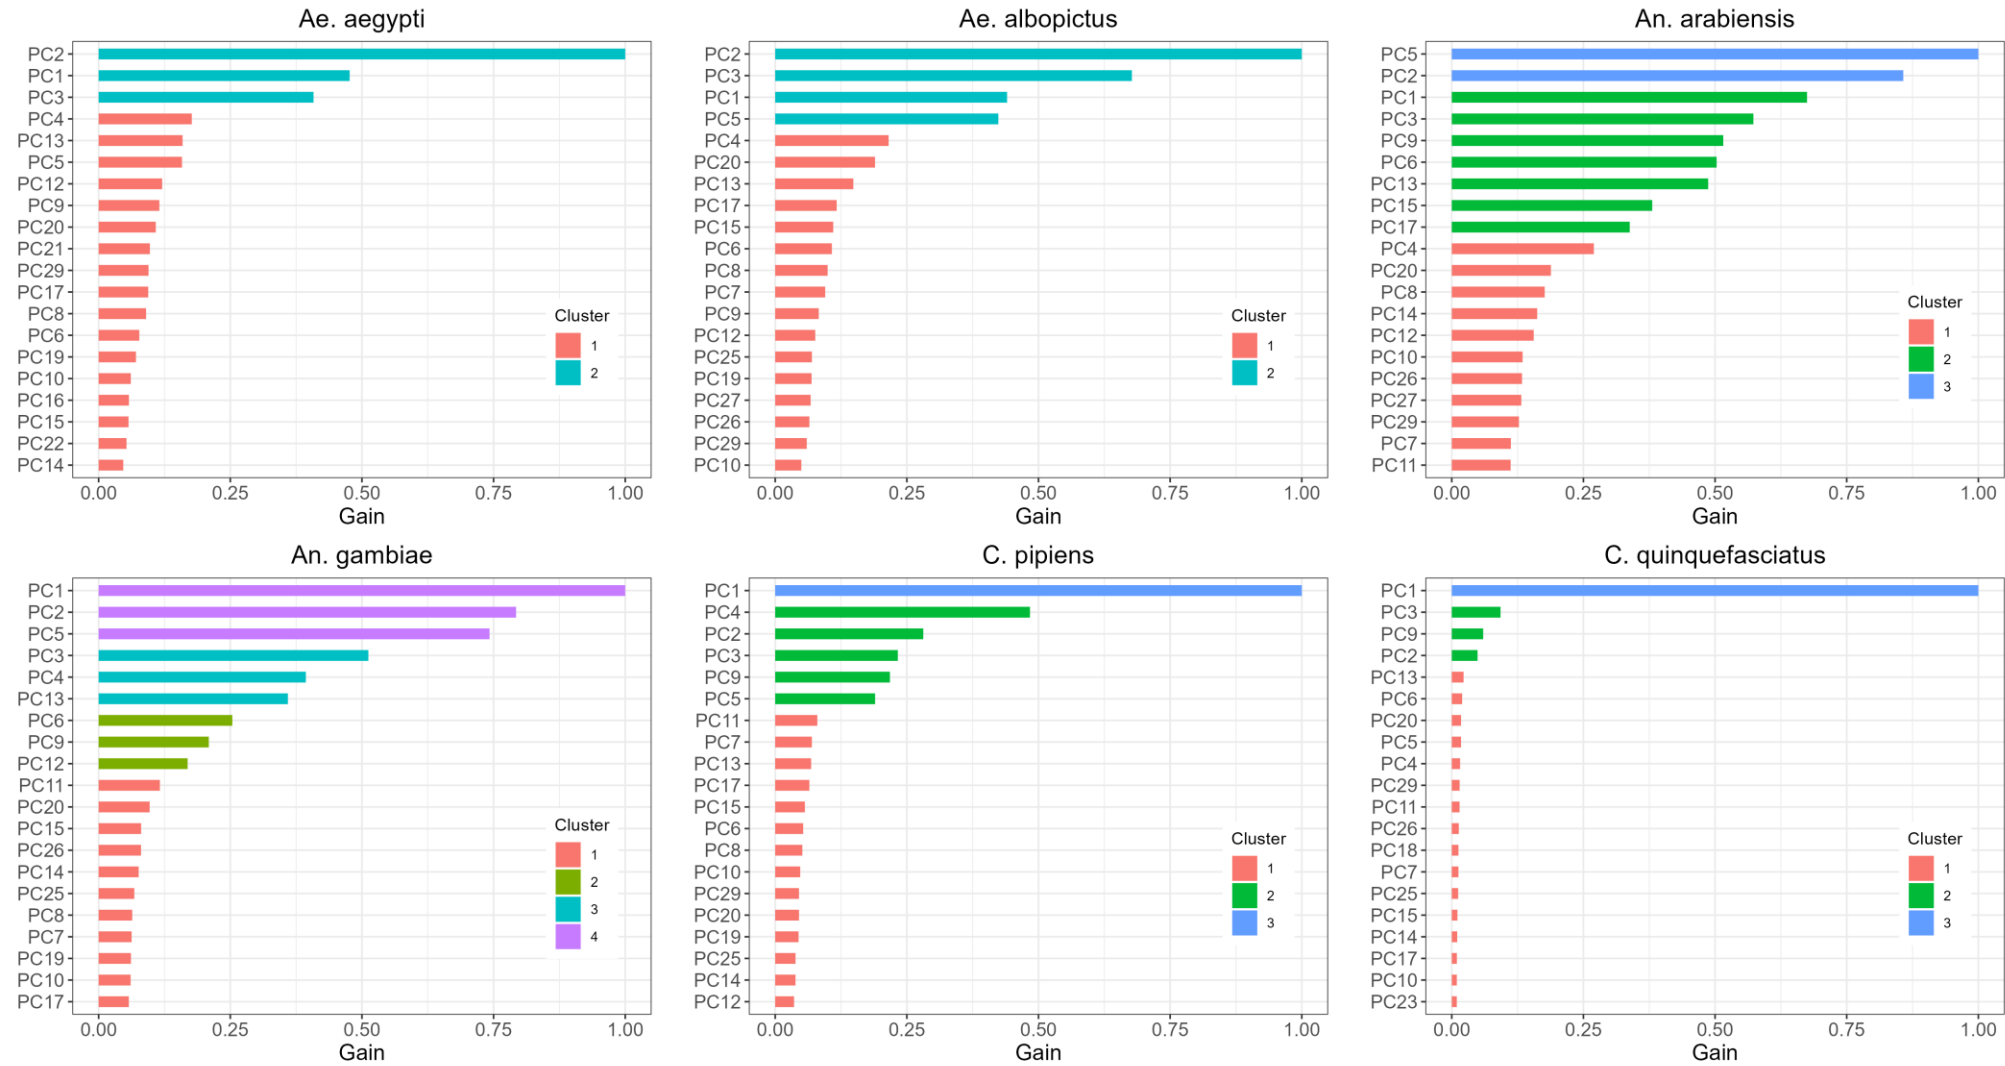 Ae. aegypti
PC2
PC1
PC3
PC4
PC13
PC5
PC12
PC9
PC20
PC21
PC29
PC17
PC8
PC6
PC19
PC10
PC16
PC15
PC22
PC14
Cluster
1
2
0.00 0.25 0.50 0.75 1.00
Gain
Ae. albopictus
PC2
PC3
PC1
PC5
PC4
PC20
PC13
PC17
PC15
PC6
PC8
PC7
PC9
PC12
PC25
PC19
PC27
PC26
PC29
PC10
Cluster
1
2
0.00 0.25 0.50 0.75 1.00
Gain
An. arabiensis
PC5
PC2
PC1
PC3
PC9
PC6
PC13
PC15
PC17
PC4
PC20
PC8
PC14
PC12
PC10
PC26
PC27
PC29
PC7
PC11
Cluster
1
2
3
0.00 0.25 0.50 0.75 1.00
Gain
An. gambiae
PC1
PC2
PC5
PC3
PC4
PC13
PC6
PC9
PC12
PC11
PC20
PC15
PC26
PC14
PC25
PC8
PC7
PC19
PC10
PC17
Cluster
1
2
3
4
0.00 0.25 0.50 0.75 1.00
Gain
C. pipiens
PC1
PC4
PC2
PC3
PC9
PC5
PC11
PC7
PC13
PC17
PC15
PC6
PC8
PC10
PC29
PC20
PC19
PC25
PC14
PC12
Cluster
1
2
3
0.00 0.25 0.50 0.75 1.00
Gain
C. quinquefasciatus
PC1
PC3
PC9
PC2
PC13
PC6
PC20
PC5
PC4
PC29
PC11
PC26
PC18
PC7
PC25
PC15
PC14
PC17
PC10
PC23
Cluster
1
2
3
0.00 0.25 0.50 0.75 1.00
Gain